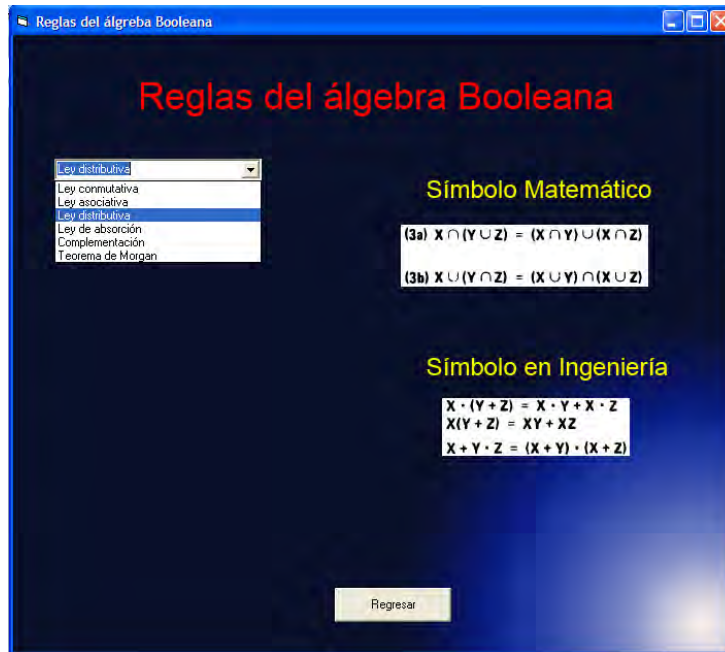 Reglas del álgreba Booleana
Reglas del álgebra Booleana
Ley distributiva
Ley conmutativa
Ley asociativa
Ley distributiva
Ley de absorción
Complementación
Teorema de Morgan
Símbolo Matemático
(3a) X ∩ (Y ∪ Z) = (X ∩ Y) ∪ (X ∩ Z)
(3b) X ∪ (Y ∩ Z) = (X ∪ Y) ∩ (X ∪ Z)
Símbolo en Ingeniería
X · (Y + Z) = X · Y + X · Z
X(Y + Z) = XY + XZ
X + Y · Z = (X + Y) · (X + Z)
Regresar